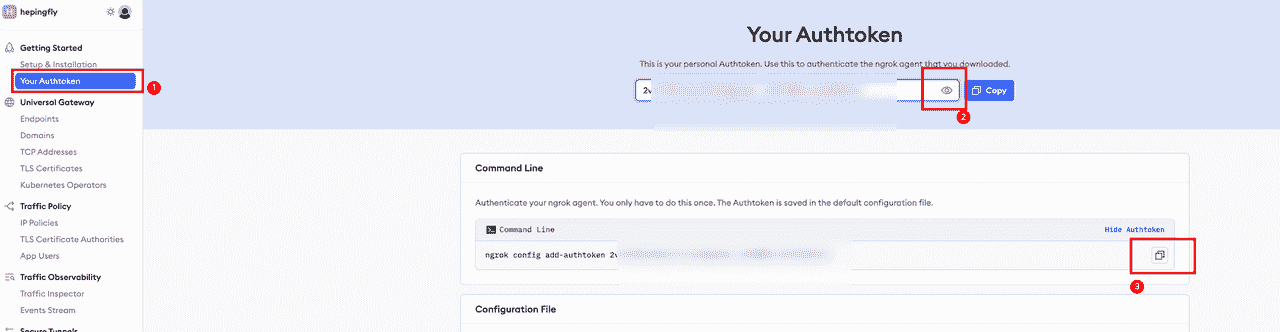 hepingfly
Getting Started
Setup & Installation
Your Authtoken
1
Universal Gateway
Endpoints
Domains
TCP Addresses
TLS Certificates
Kubernetes Operators
Traffic Policy
IP Policies
TLS Certificate Authorities
App Users
Traffic Observability
Traffic Inspector
Events Stream
Secure Tunnels
Your Authtoken
This is your personal Authtoken. Use this to authenticate the ngrok agent that you downloaded.
2v
Copy
2
Command Line
Authenticate your ngrok agent. You only have to do this once. The Authtoken is saved in the default configuration file.
Command Line
Hide Authtoken
ngrok config add-authtoken 2v
3
Configuration File